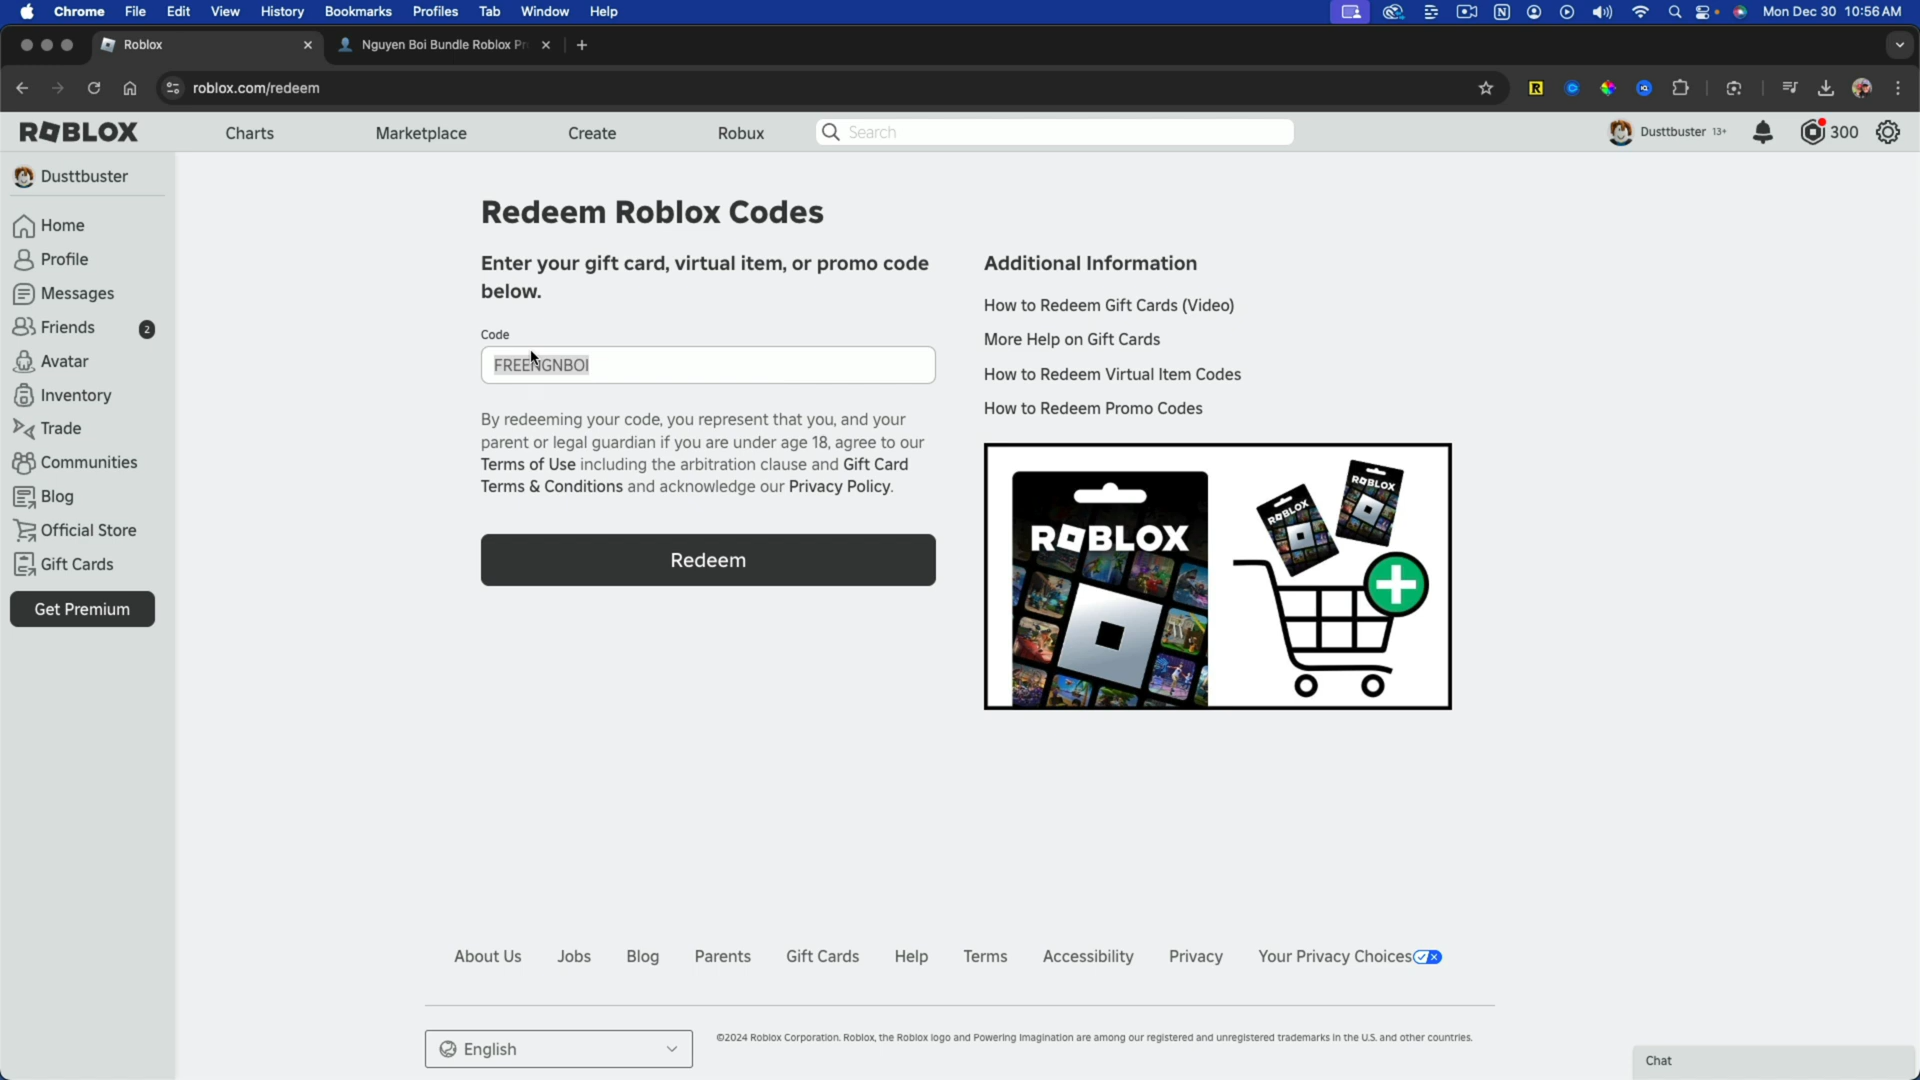 Chrome File Edit View History Bookmarks Profiles Tab Window Help Mon Dec 30 10:56 AM
Roblox Nguyen Boi Bundle Roblox Pr
roblox.com/redeem
ROBLOX Charts Marketplace Create Robux Search Dusttbuster 13+ 300
Dusttbuster
Home
Profile
Messages
Friends 2
Avatar
Inventory
Trade
Communities
Blog
Official Store
Gift Cards
Get Premium
Redeem Roblox Codes
Enter your gift card, virtual item, or promo code
below.
Code
FREENGNBOI
By redeeming your code, you represent that you, and your
parent or legal guardian if you are under age 18, agree to our
Terms of Use including the arbitration clause and Gift Card
Terms & Conditions and acknowledge our Privacy Policy.
Redeem
Additional Information
How to Redeem Gift Cards (Video)
More Help on Gift Cards
How to Redeem Virtual Item Codes
How to Redeem Promo Codes
ROBLOX
ROBLOX
ROBLOX
About Us Jobs Blog Parents Gift Cards Help Terms Accessibility Privacy Your Privacy Choices
English
©2024 Roblox Corporation. Roblox, the Roblox logo and Powering Imagination are among our registered and unregistered trademarks in the U.S. and other countries.
Chat